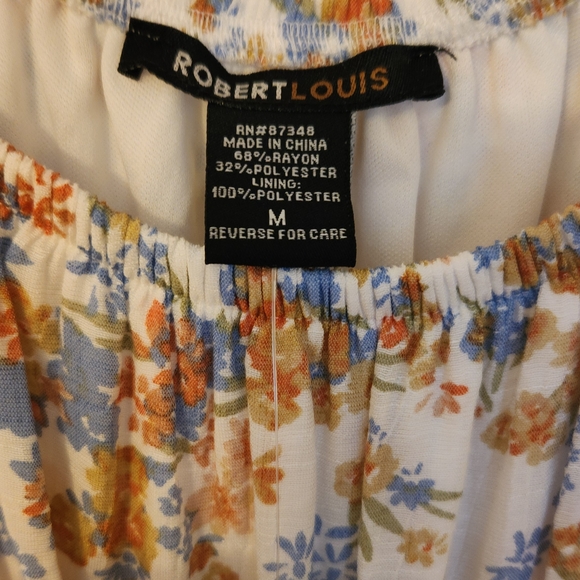 ROBERTLOUIS
RN#87348
MADE IN CHINA
68%RAYON
32%POLYESTER
LINING:
100%POLYESTER
M
REVERSE FOR CARE